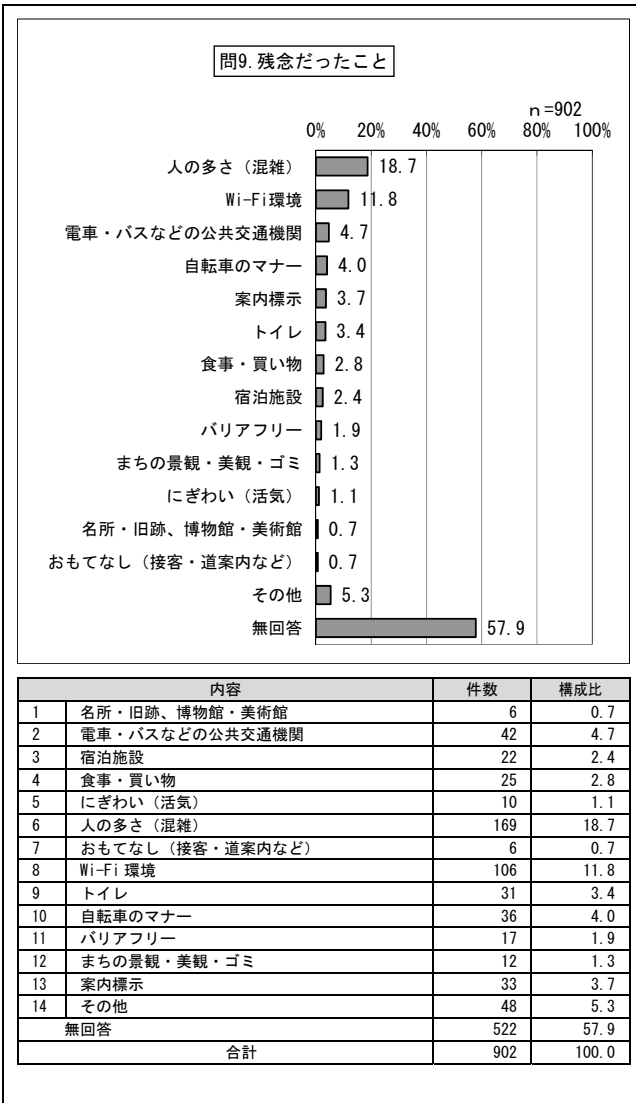 問9.残念だったこと
n=902
0% 20% 40% 60% 80% 100%
人の多さ（混雑） 18.7
Wi-Fi環境 11.8
電車・バスなどの公共交通機関 4.7
自転車のマナー 4.0
案内標示 3.7
トイレ 3.4
食事・買い物 2.8
宿泊施設 2.4
バリアフリー 1.9
まちの景観・美観・ゴミ 1.3
にぎわい（活気） 1.1
名所・旧跡、博物館・美術館 0.7
おもてなし（接客・道案内など） 0.7
その他 5.3
無回答 57.9
内容 件数 構成比
1 名所・旧跡、博物館・美術館 6 0.7
2 電車・バスなどの公共交通機関 42 4.7
3 宿泊施設 22 2.4
4 食事・買い物 25 2.8
5 にぎわい（活気） 10 1.1
6 人の多さ（混雑） 169 18.7
7 おもてなし（接客・道案内など） 6 0.7
8 Wi-Fi 環境 106 11.8
9 トイレ 31 3.4
10 自転車のマナー 36 4.0
11 バリアフリー 17 1.9
12 まちの景観・美観・ゴミ 12 1.3
13 案内標示 33 3.7
14 その他 48 5.3
無回答 522 57.9
合計 902 100.0